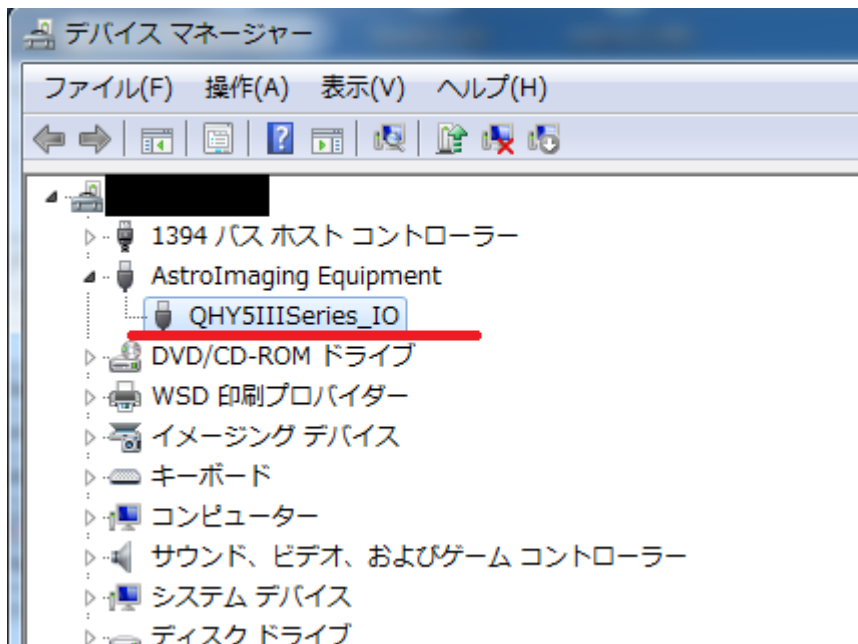 デバイス マネージャー
ファイル(F) 操作(A) 表示(V) ヘルプ(H)
1394 バス ホスト コントローラー
AstroImaging Equipment
QHY5IIISeries_IO
DVD/CD-ROM ドライブ
WSD 印刷プロバイダー
イメージング デバイス
キーボード
コンピューター
サウンド、ビデオ、およびゲーム コントローラー
システム デバイス
ディスク ドライブ